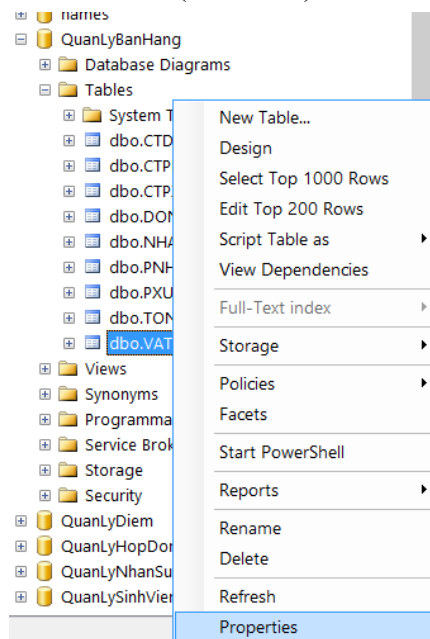 names
QuanLyBanHang
Database Diagrams
Tables
System T
dbo.CTD
dbo.CTP
dbo.CTP
dbo.DON
dbo.NHA
dbo.PNH
dbo.PXU
dbo.TON
dbo.VAT
Views
Synonyms
Programma
Service Brok
Storage
Security
QuanLyDiem
QuanLyHopDor
QuanLyNhanSu
QuanLySinhVier
New Table...
Design
Select Top 1000 Rows
Edit Top 200 Rows
Script Table as
View Dependencies
Full-Text index
Storage
Policies
Facets
Start PowerShell
Reports
Rename
Delete
Refresh
Properties